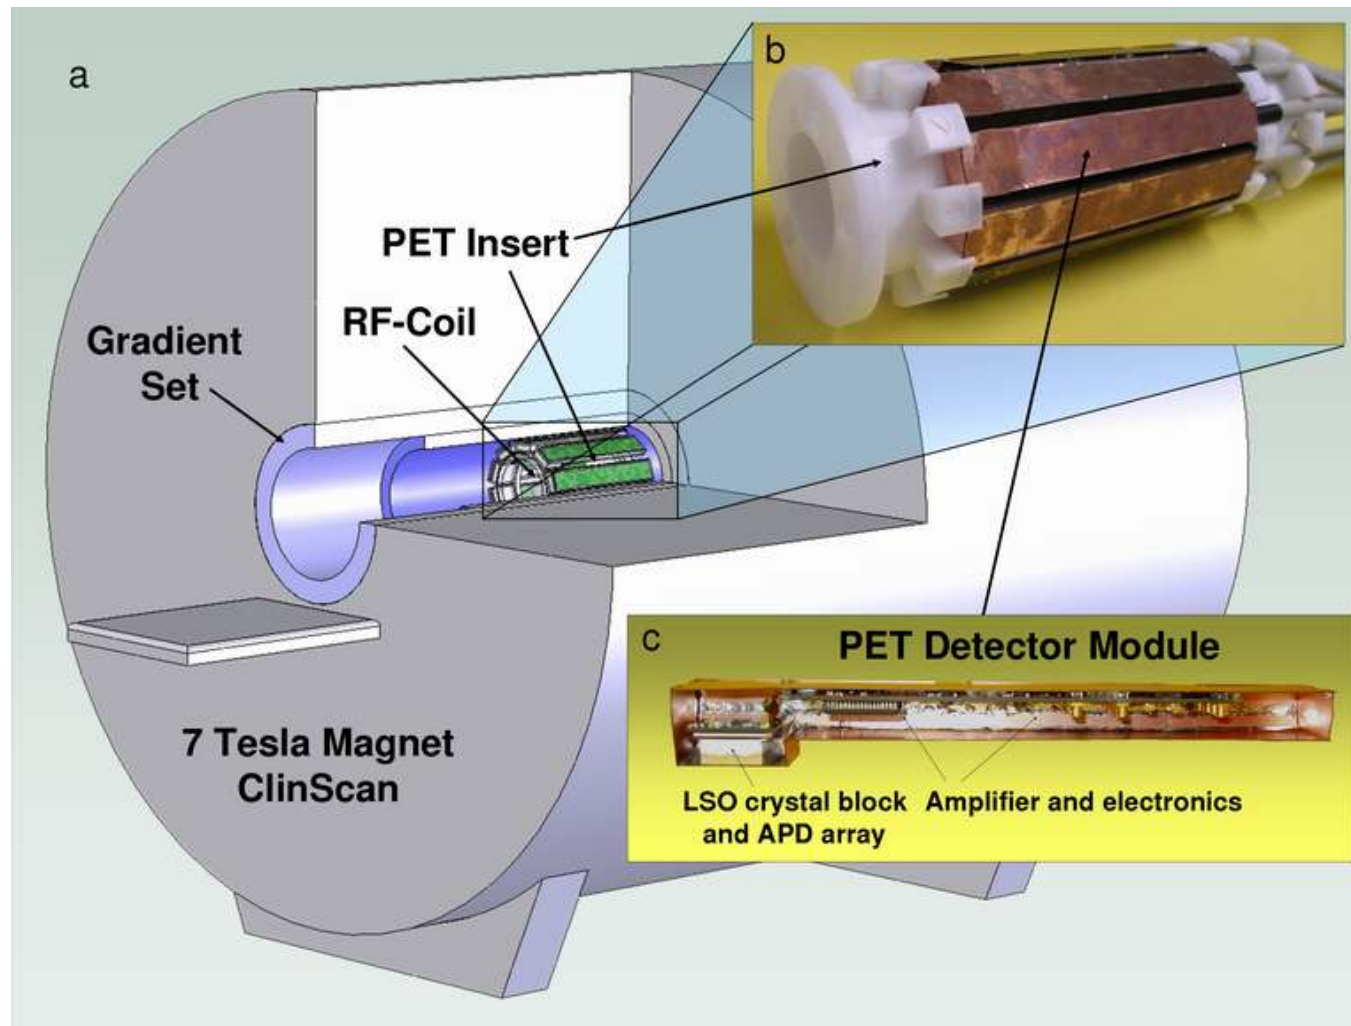 a
b
PET Insert
RF-Coil
Gradient
Set
c
PET Detector Module
7 Tesla Magnet
ClinScan
LSO crystal block
and APD array
Amplifier and electronics